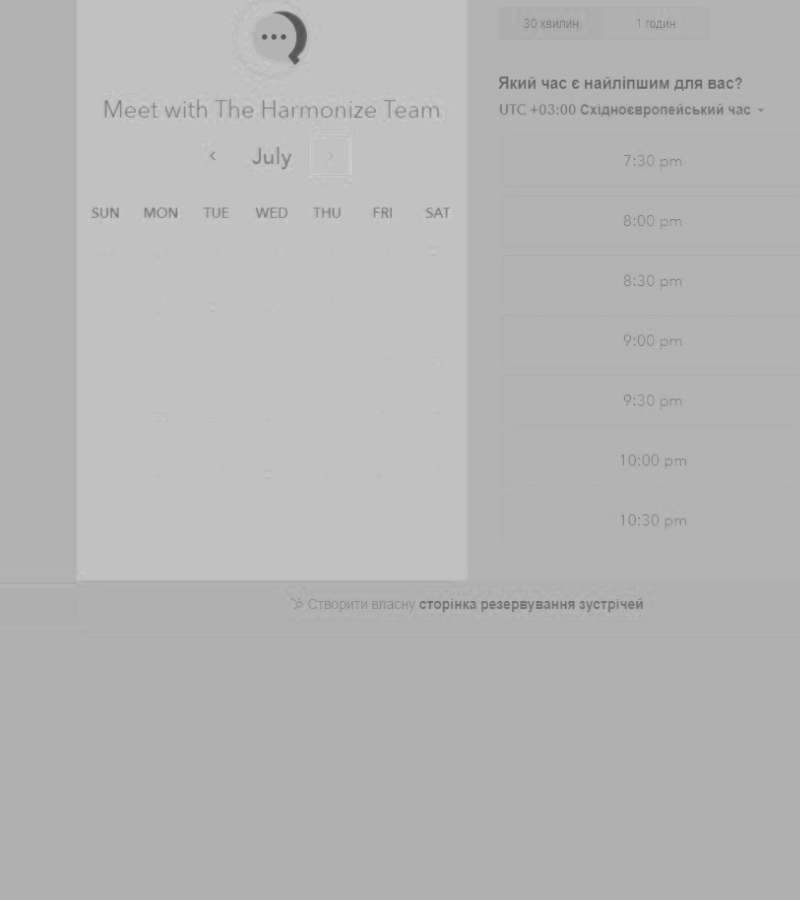 Meet with The Harmonize Team
July
SUN MON TUE WED THU FRI SAT
30 хвилин 1 годин
Який час є найліпшим для вас?
UTC +03:00 Східноєвропейський час
7:30 pm
8:00 pm
8:30 pm
9:00 pm
9:30 pm
10:00 pm
10:30 pm
Створити власну сторінка резервування зустрічей